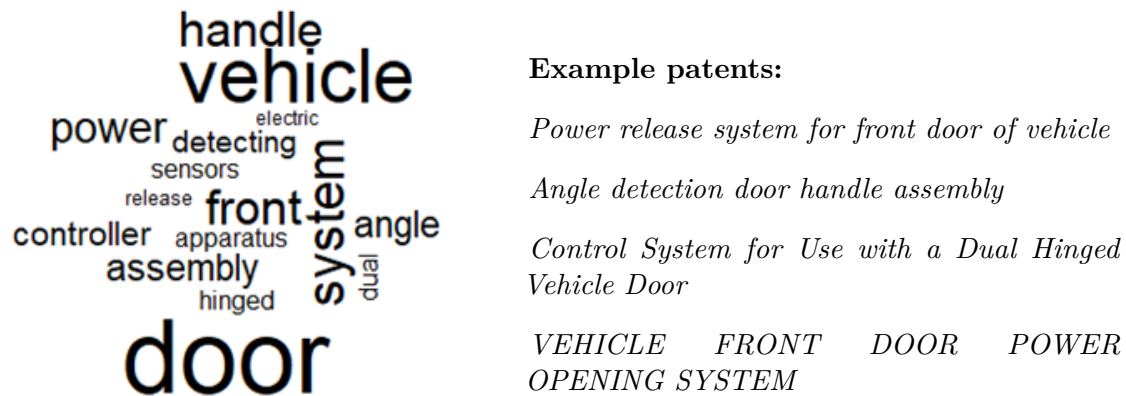 handle
vehicle
electric
power
detecting
system
sensors
release
front
angle
controller
apparatus
assembly
dual
hinged
door
Example patents:
Power release system for front door of vehicle
Angle detection door handle assembly
Control System for Use with a Dual Hinged
Vehicle Door
VEHICLE FRONT DOOR POWER
OPENING SYSTEM